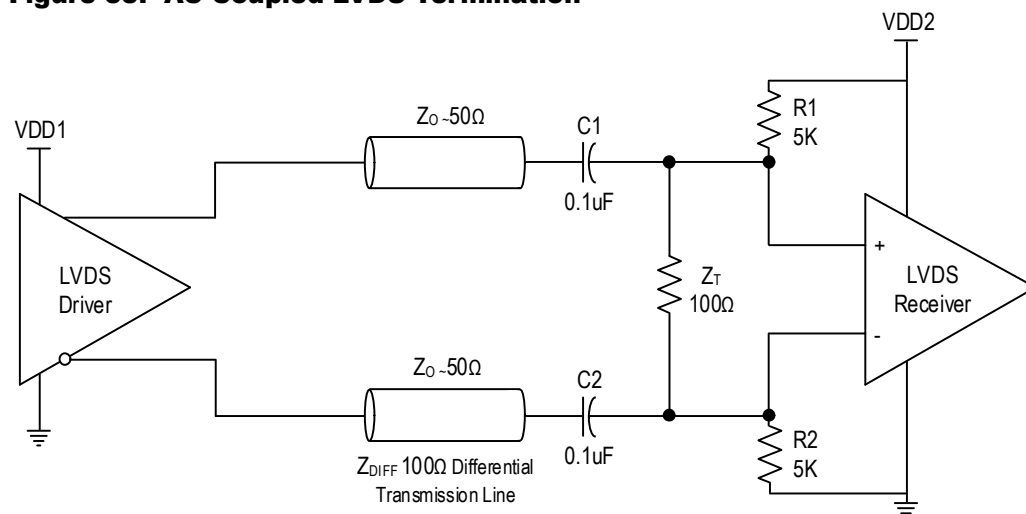 Figure AC-Coupled LVDS Termination
VDD2
VDD1
ZO ~50Ω
C1
0.1uF
R1
5K
LVDS
Driver
ZT
100Ω
+
-
LVDS
Receiver
ZO ~50Ω
C2
0.1uF
R2
5K
ZDIFF 100Ω Differential
Transmission Line